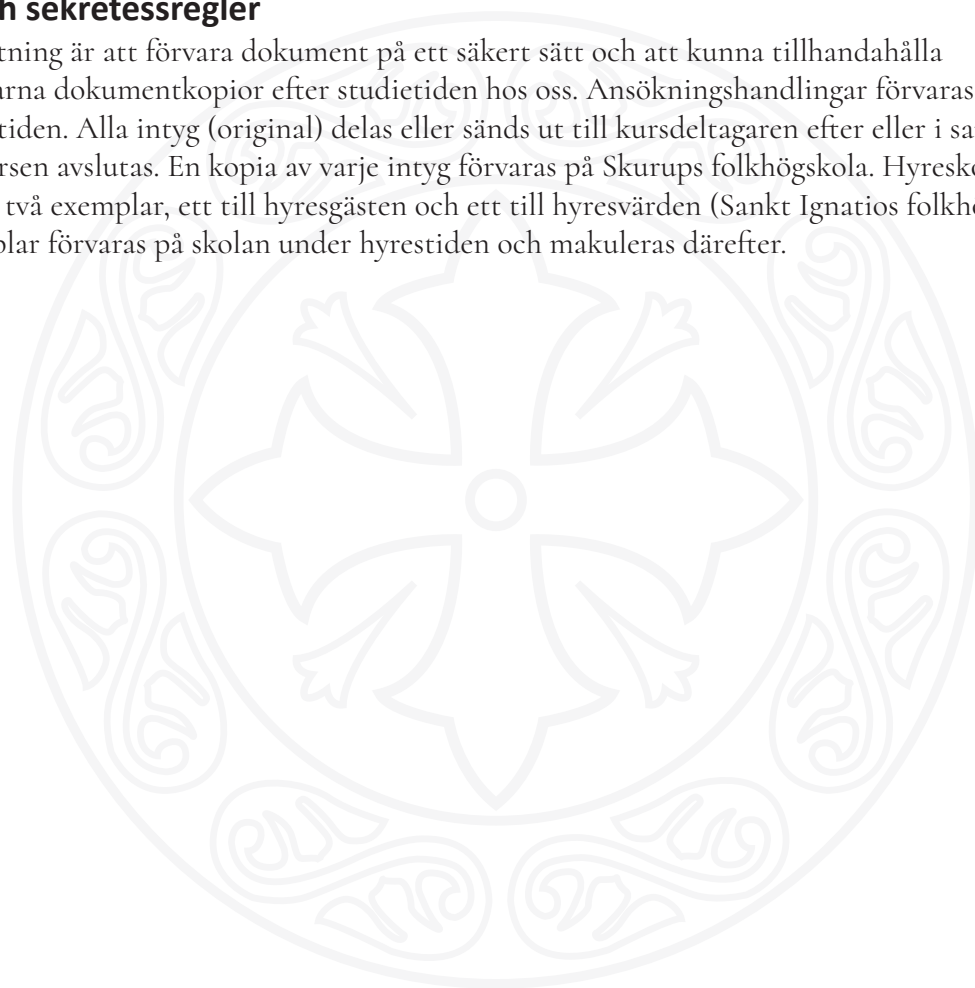 h sekretessregler
tning är att förvara dokument på ett säkert sätt och att kunna tillhandahålla
arna dokumentkopior efter studietiden hos oss. Ansökningshandlingar förvaras
tiden. Alla intyg (original) delas eller sänds ut till kursdeltagaren efter eller i sa
rsen avslutas. En kopia av varje intyg förvaras på Skurups folkhögskola. Hyresko
två exemplar, ett till hyresgästen och ett till hyresvärden (Sankt Ignatios folkhö
plar förvaras på skolan under hyrestiden och makuleras därefter.